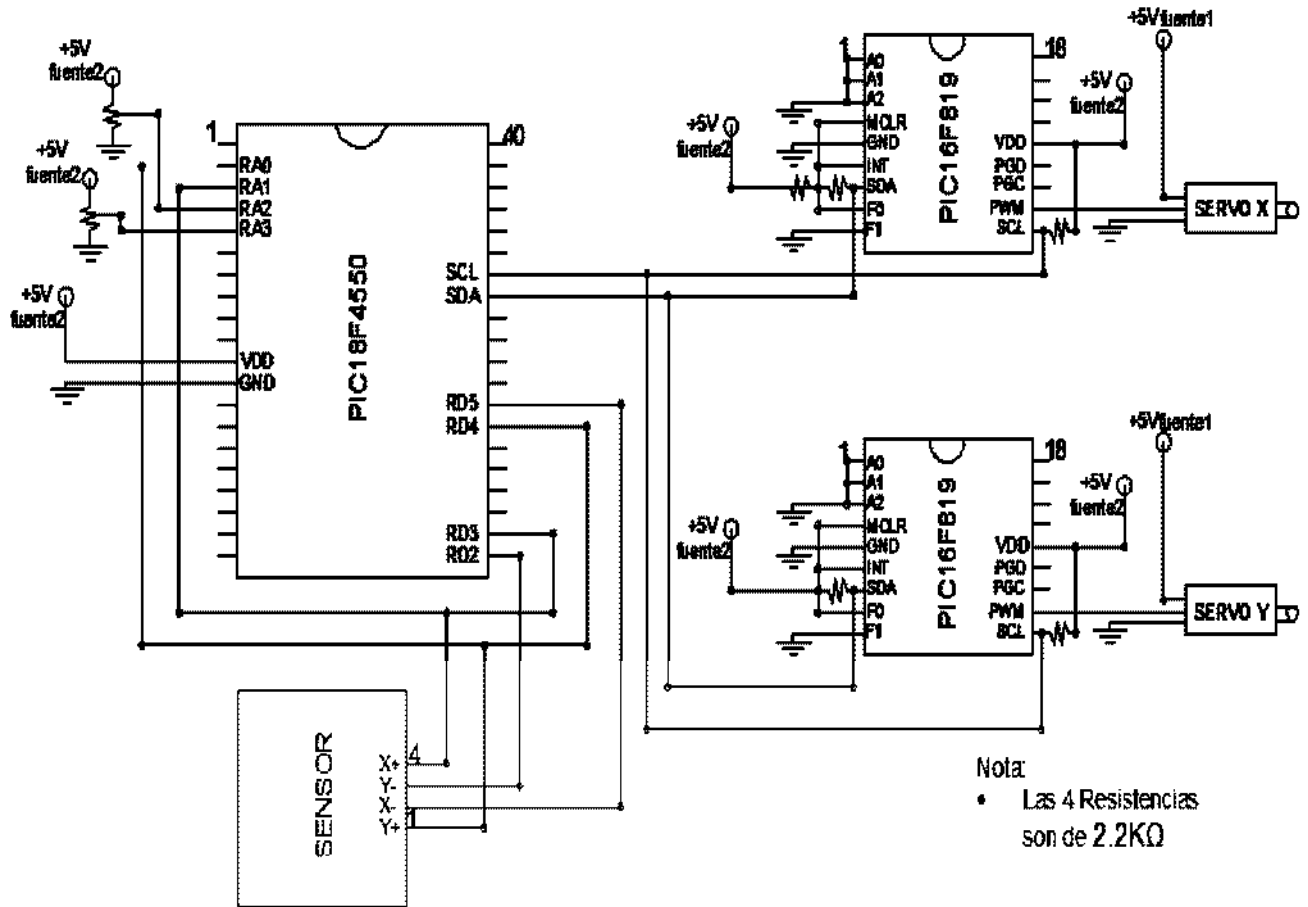 +5V
fuente2
+5V
fuente2
1
40
RA0
RA1
RA2
RA3
+5V
fuente2
VDD
GND
PIC18F4550
SCL
SDA
RD5
RD4
RD3
RD2
SENSOR
X+
4
Y-
X-
Y+
1
1
18
A0
A1
A2
MCLR
GND
INT
SDA
F0
F1
PIC16F819
VDD
PGD
PGC
PWM
SCL
+5V
fuente2
+5V
fuente1
+5V
fuente2
SERVO X
1
18
A0
A1
A2
MCLR
GND
INT
SDA
F0
F1
PIC16F819
VDD
PGD
PGC
PWM
SCL
+5V
fuente2
+5V
fuente1
+5V
fuente2
SERVO Y
Nota:
• Las 4 Resistencias
son de 2.2KΩ